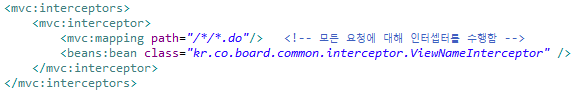 <mvc:interceptors>
<mvc:interceptor>
<mvc:mapping path="/*/*.do"/> <!-- 모든 요청에 대해 인터셉터를 수행함 -->
<beans:bean class="kr.co.board.common.interceptor.ViewNameInterceptor" />
</mvc:interceptor>
</mvc:interceptors>